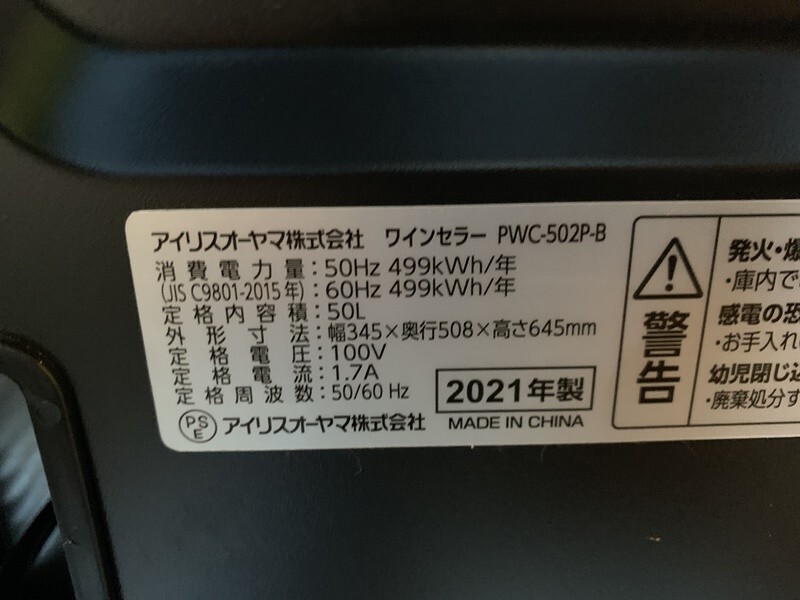 アイリスオーヤマ株式会社 ワインセラー PWC-502P-B
消費電力量:50Hz 499kWh/年
(JIS C9801-2015年):60Hz 499kWh/年
定格内容積:50L
外形寸法:幅345×奥行508×高さ645mm
定格電圧:100V
定格電流:1.7A
定格周波数:50/60 Hz
2021年製
PSE アイリスオーヤマ株式会社
MADE IN CHINA
警告
発火・爆
・庫内で
感電の恐
・お手入れ
幼児閉じ込
・廃棄処分す